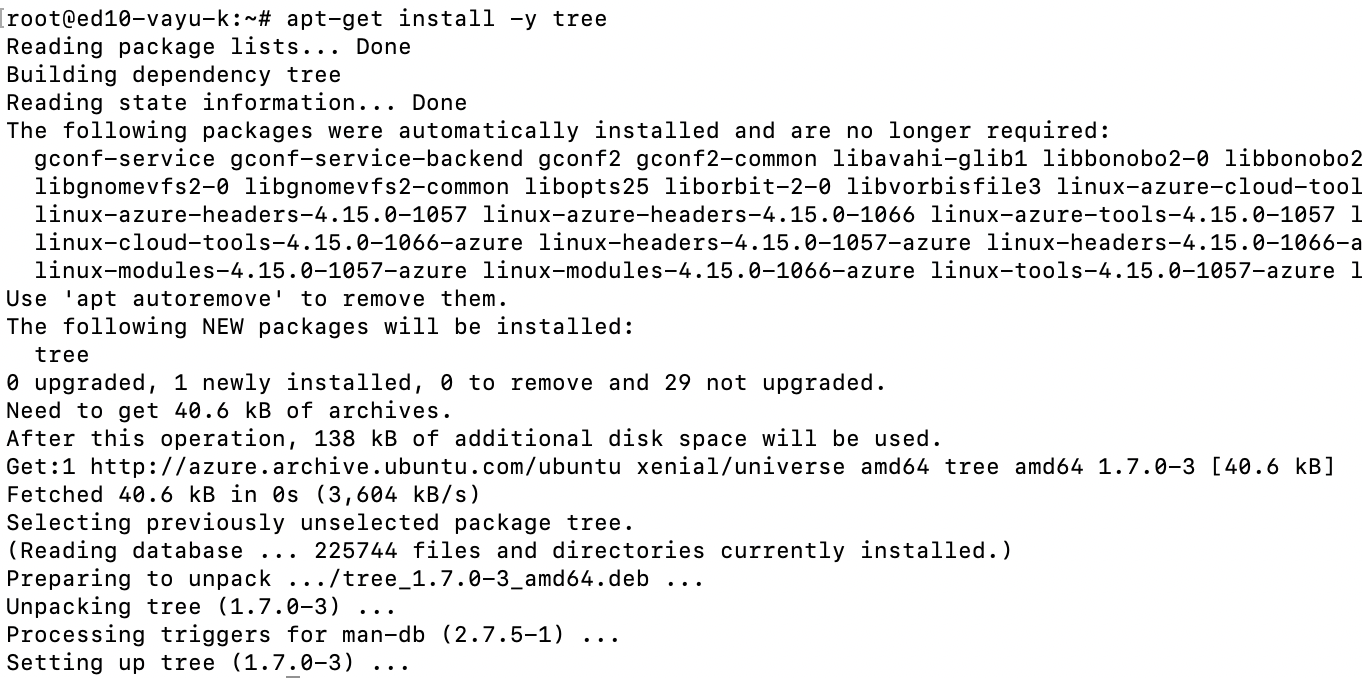 root@ed10-vayu-k:~# apt-get install -y tree
Reading package lists... Done
Building dependency tree
Reading state information... Done
The following packages were automatically installed and are no longer required:
  gconf-service gconf-service-backend gconf2 gconf2-common libavahi-glib1 libbonobo2-0 libbonobo2
  libgnomevfs2-0 libgnomevfs2-common libopts25 liborbit-2-0 libvorbisfile3 linux-azure-cloud-tool
  linux-azure-headers-4.15.0-1057 linux-azure-headers-4.15.0-1066 linux-azure-tools-4.15.0-1057 l
  linux-cloud-tools-4.15.0-1066-azure linux-headers-4.15.0-1057-azure linux-headers-4.15.0-1066-a
  linux-modules-4.15.0-1057-azure linux-modules-4.15.0-1066-azure linux-tools-4.15.0-1057-azure l
Use 'apt autoremove' to remove them.
The following NEW packages will be installed:
  tree
0 upgraded, 1 newly installed, 0 to remove and 29 not upgraded.
Need to get 40.6 kB of archives.
After this operation, 138 kB of additional disk space will be used.
Get:1 http://azure.archive.ubuntu.com/ubuntu xenial/universe amd64 tree amd64 1.7.0-3 [40.6 kB]
Fetched 40.6 kB in 0s (3,604 kB/s)
Selecting previously unselected package tree.
(Reading database ... 225744 files and directories currently installed.)
Preparing to unpack .../tree_1.7.0-3_amd64.deb ...
Unpacking tree (1.7.0-3) ...
Processing triggers for man-db (2.7.5-1) ...
Setting up tree (1.7.0-3) ...